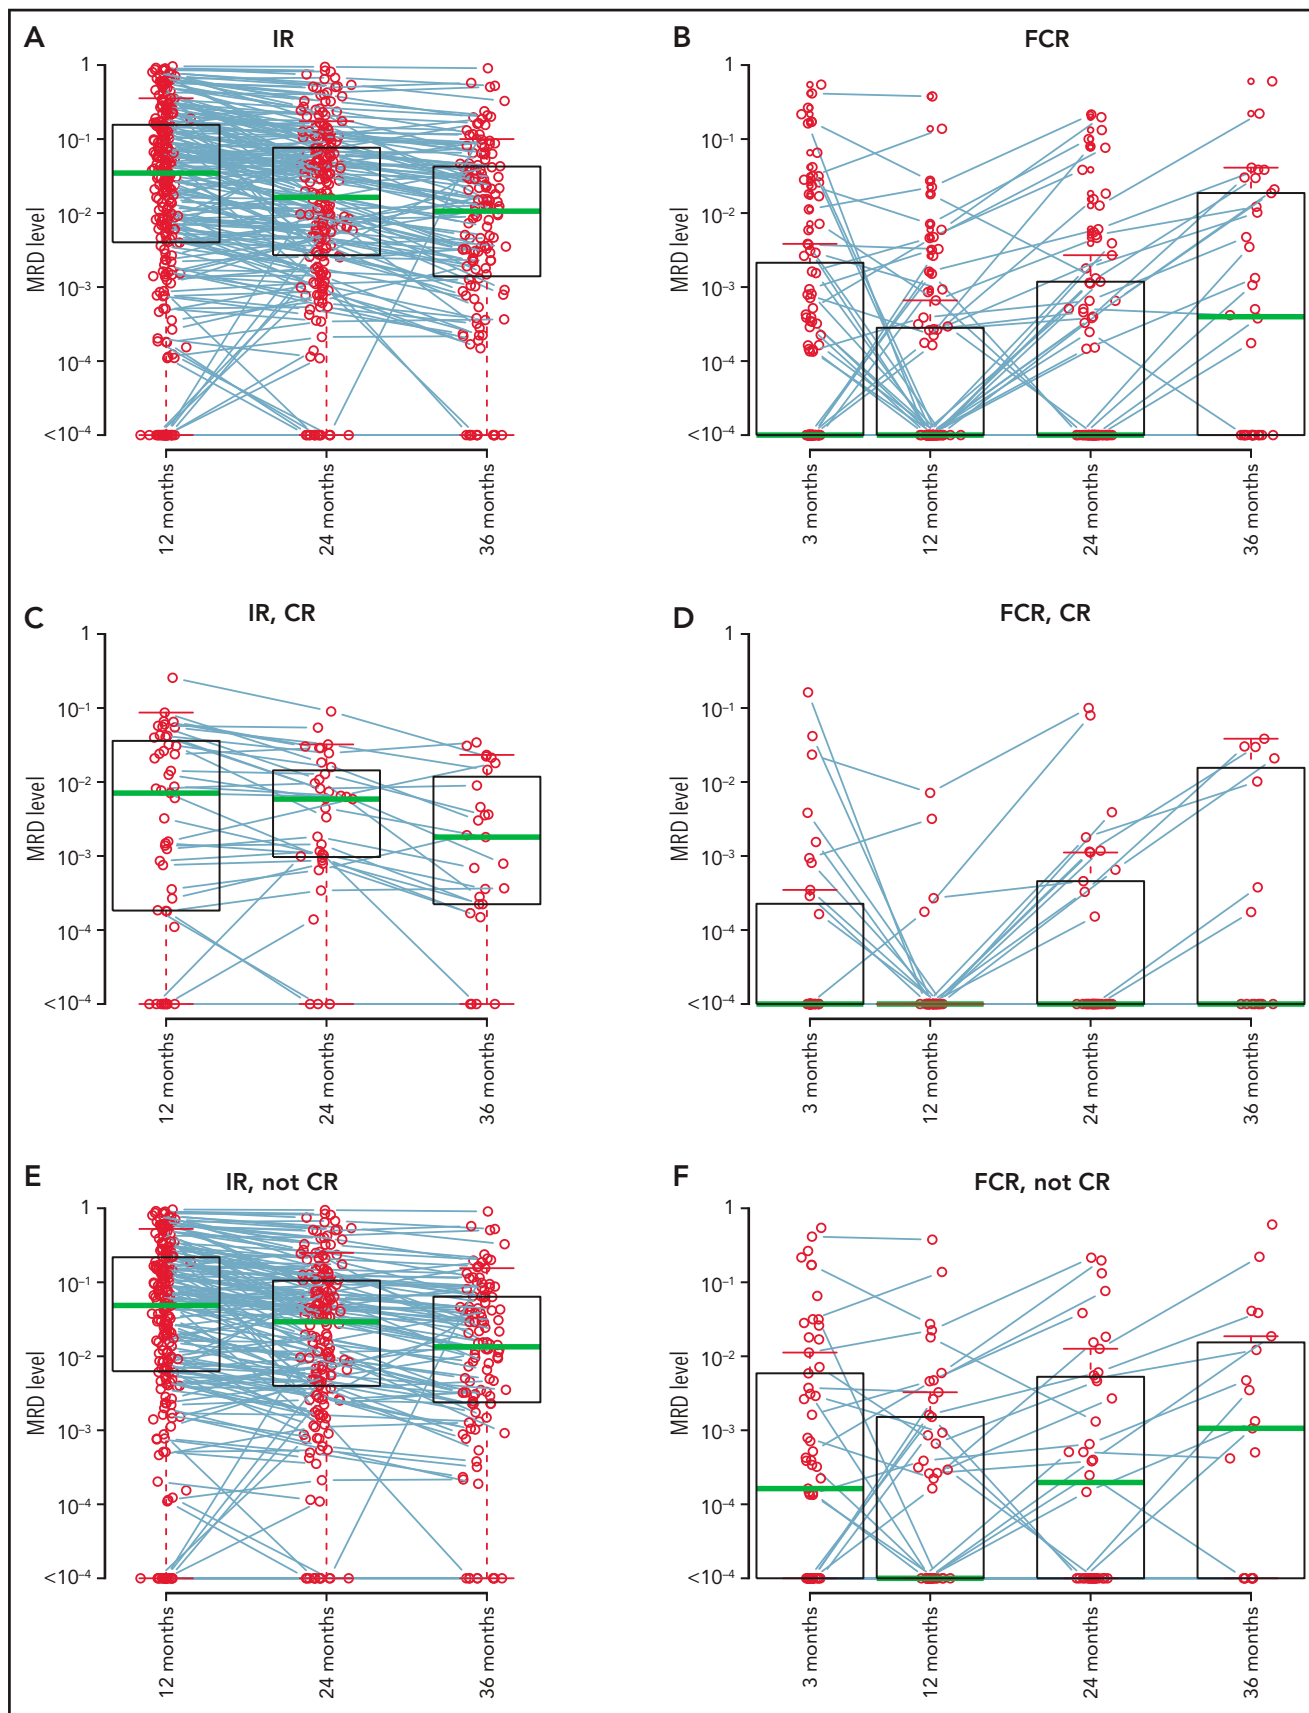 A
IR
MRD level
1
10⁻¹
10⁻²
10⁻³
10⁻⁴
<10⁻⁴
12 months
24 months
36 months
B
FCR
MRD level
1
10⁻¹
10⁻²
10⁻³
10⁻⁴
<10⁻⁴
3 months
12 months
24 months
36 months
C
IR, CR
MRD level
1
10⁻¹
10⁻²
10⁻³
10⁻⁴
<10⁻⁴
12 months
24 months
36 months
D
FCR, CR
MRD level
1
10⁻¹
10⁻²
10⁻³
10⁻⁴
<10⁻⁴
3 months
12 months
24 months
36 months
E
IR, not CR
MRD level
1
10⁻¹
10⁻²
10⁻³
10⁻⁴
<10⁻⁴
12 months
24 months
36 months
F
FCR, not CR
MRD level
1
10⁻¹
10⁻²
10⁻³
10⁻⁴
<10⁻⁴
3 months
12 months
24 months
36 months